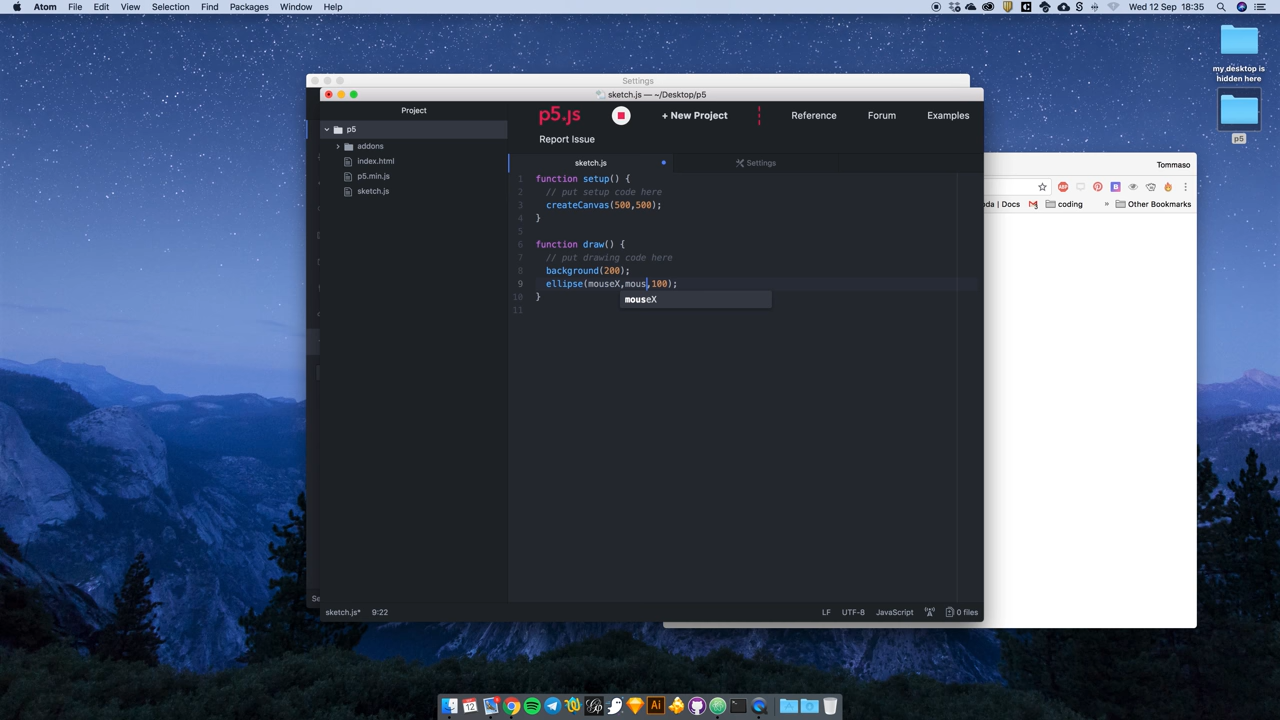 Atom File Edit View Selection Find Packages Window Help Wed 12 Sep 18:35
my desktop is
hidden here
p5
Settings
sketch.js — ~/Desktop/p5
Project
p5.js + New Project Reference Forum Examples
Report Issue
p5
addons
index.html
p5.min.js
sketch.js
sketch.js Settings
1 function setup() {
2 // put setup code here
3 createCanvas(500,500);
4 }
5
6 function draw() {
7 // put drawing code here
8 background(200);
9 ellipse(mouseX,mous,100);
mouseX
10 }
11
Tommaso
nda | Docs coding » Other Bookmarks
Se
sketch.js* 9:22 LF UTF-8 JavaScript 0 files
12
Ai